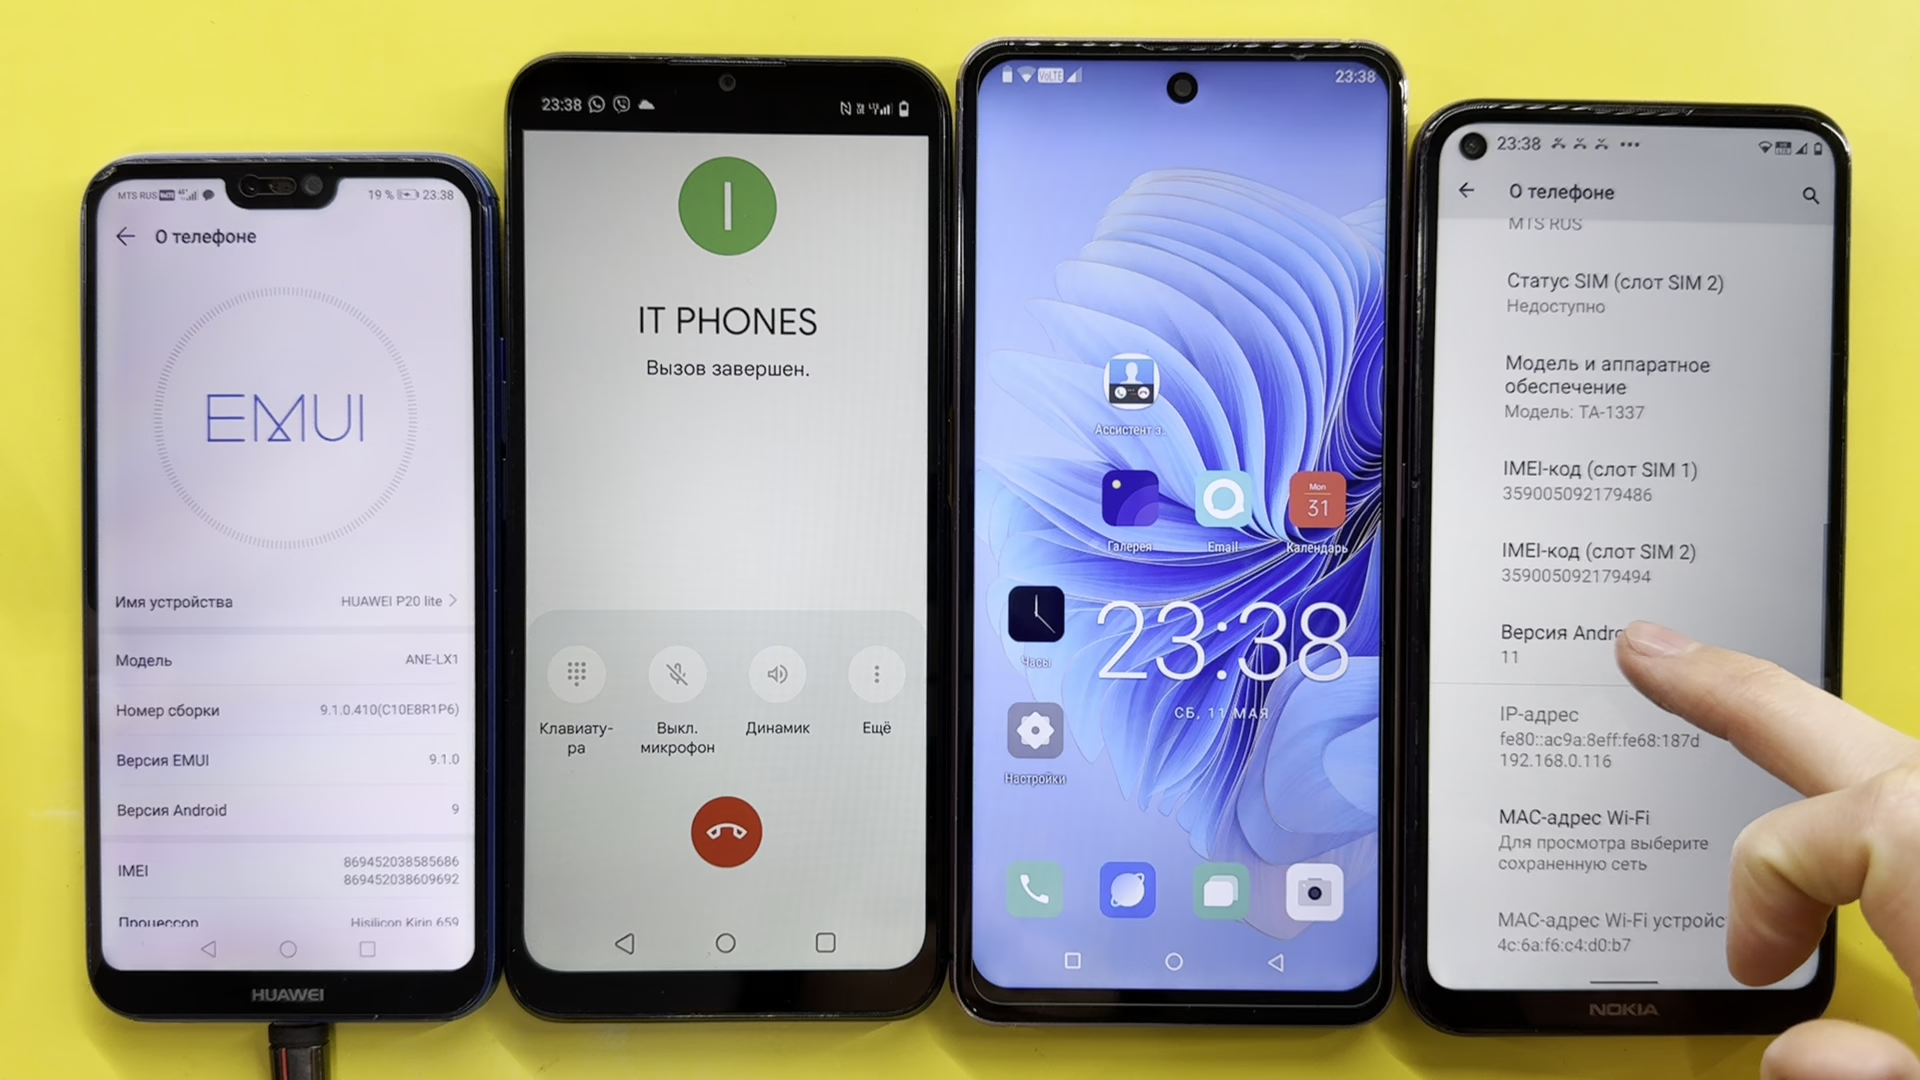 MTS RUS
19 %
23:38
О телефоне
EMUI
Имя устройства
HUAWEI P20 lite
Модель
ANE-LX1
Номер сборки
9.1.0.410(C10E8R1P6)
Версия EMUI
9.1.0
Версия Android
9
IMEI
869452038585686
869452038609692
Процессор
Hisilicon Kirin 659
HUAWEI
23:38
I
IT PHONES
Вызов завершен.
Клавиату-
ра
Выкл.
микрофон
Динамик
Ещё
VoLTE
23:38
Ассистент з..
Галерея
Email
Mon
31
Календарь
Часы
23:38
СБ, 11 МАЯ
Настройки
23:38
О телефоне
MTS RUS
Статус SIM (слот SIM 2)
Недоступно
Модель и аппаратное
обеспечение
Модель: TA-1337
IMEI-код (слот SIM 1)
359005092179486
IMEI-код (слот SIM 2)
359005092179494
Версия Andro
11
IP-адрес
fe80::ac9a:8eff:fe68:187d
192.168.0.116
MAC-адрес Wi-Fi
Для просмотра выберите
сохраненную сеть
MAC-адрес Wi-Fi устройс
4c:6a:f6:c4:d0:b7
NOKIA